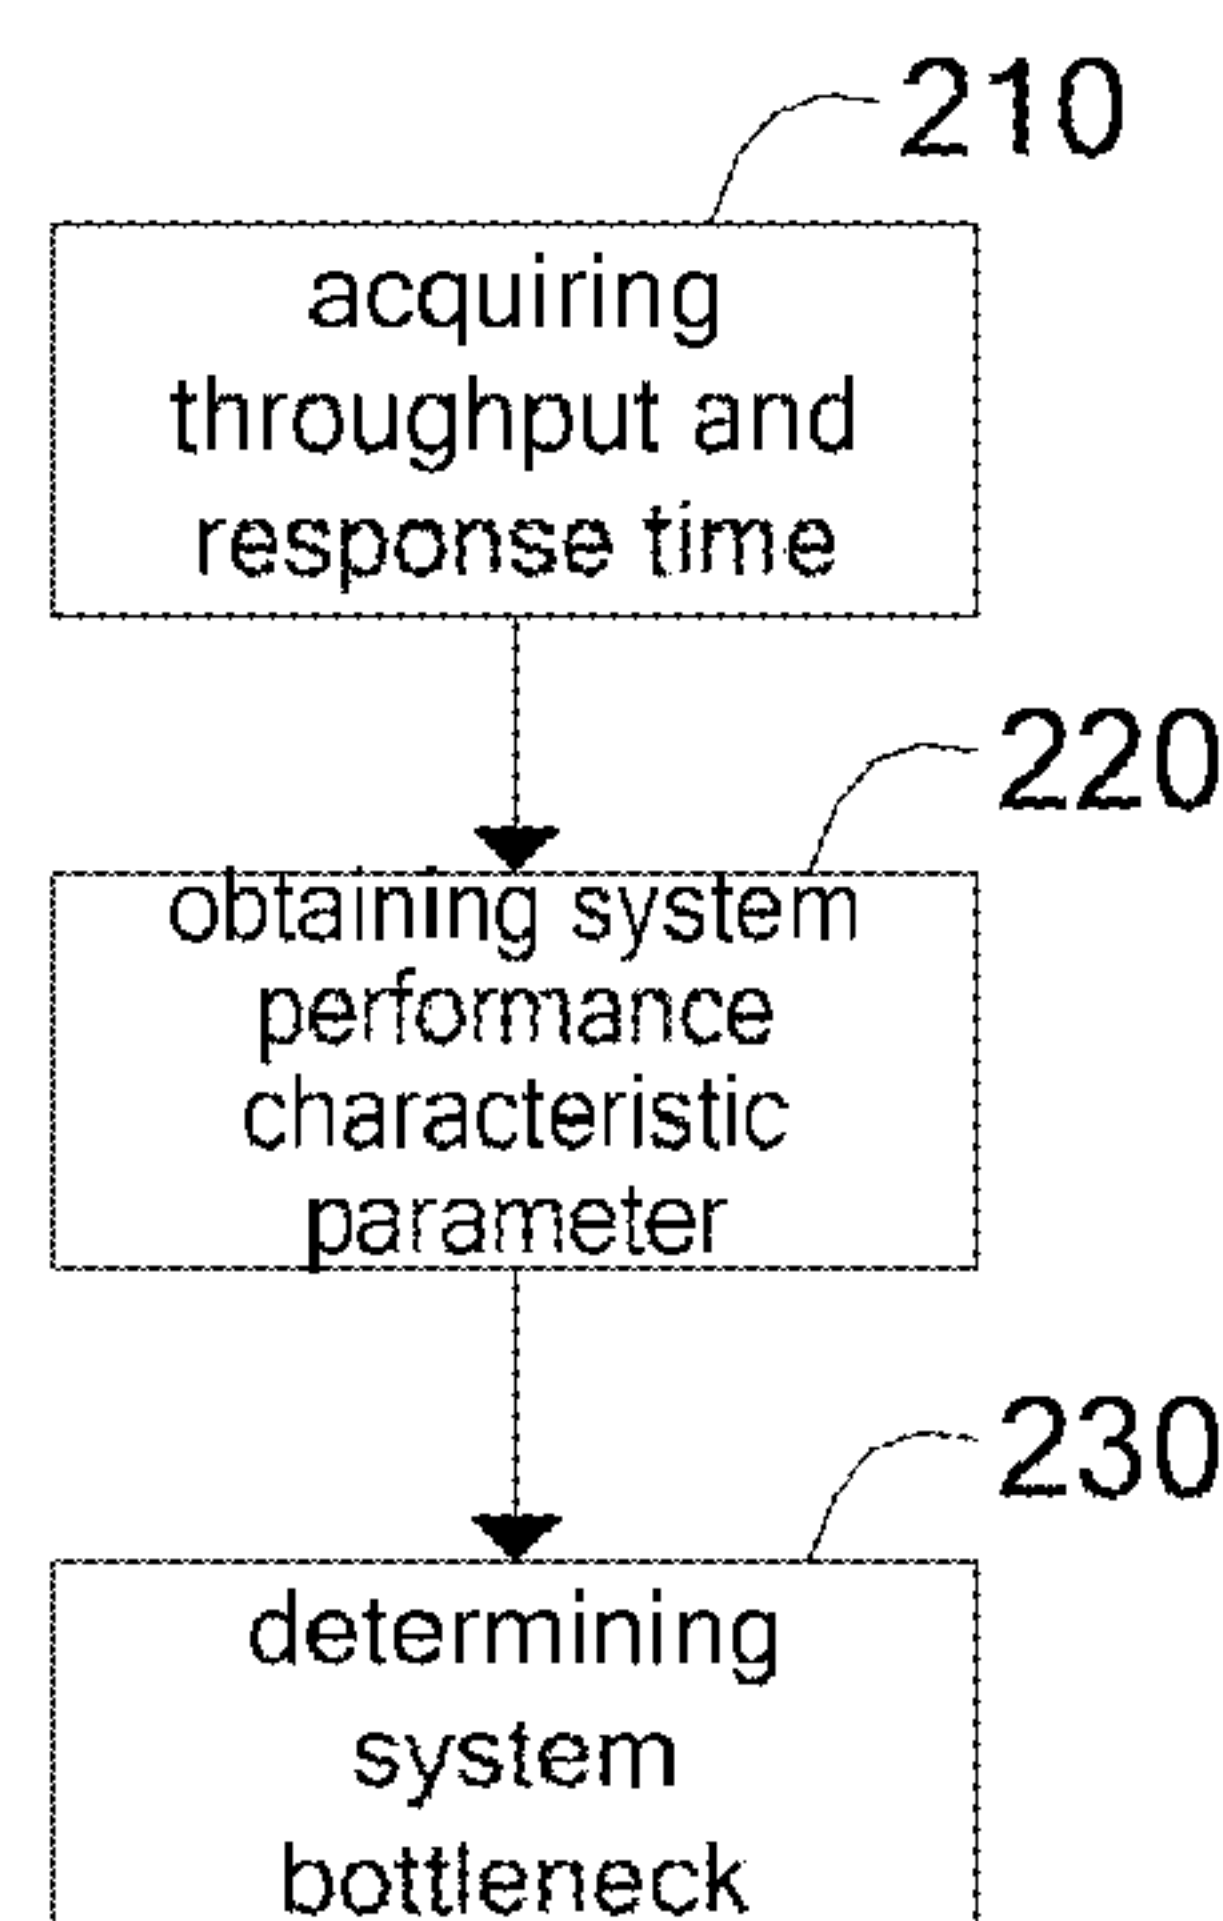 210
acquiring
throughput and
response time
220
obtaining system
performance
characteristic
parameter
230
determining
system
bottleneck